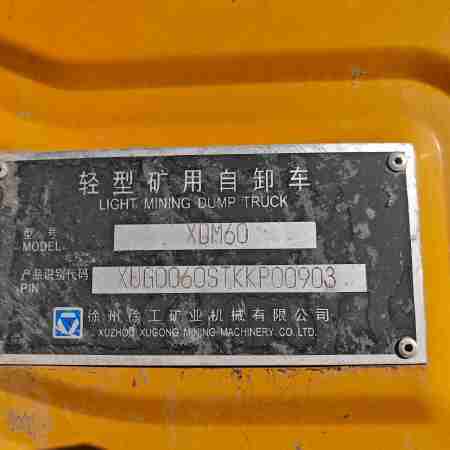 轻型矿用自卸车
LIGHT MINING DUMP TRUCK
型号 XDM60
MODEL
产品识别代码 XUGD060STKKP00903
PIN
徐州徐工矿业机械有限公司
XUZHOU XUGONG MINING MACHINERY CO.LTD.